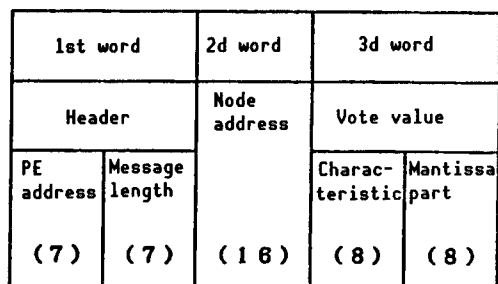 1st word 2d word 3d word
Header Node address Vote value
PE address Message length Charac-teristic Mantissa part
(7) (7) (16) (8) (8)